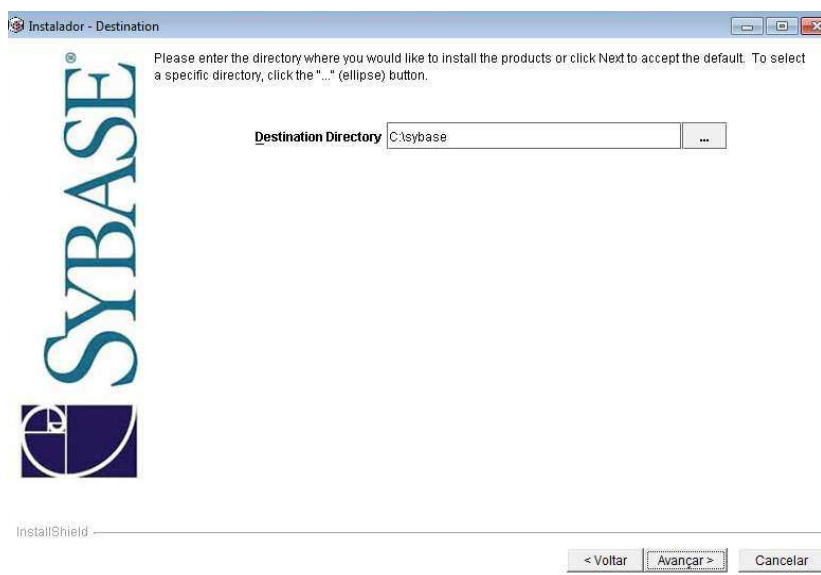 Instalador - Destination
Please enter the directory where you would like to install the products or click Next to accept the default. To select
a specific directory, click the "..." (ellipse) button.
Destination Directory C:\sybase ...
SYBASE®
e
InstallShield
< Voltar Avançar > Cancelar